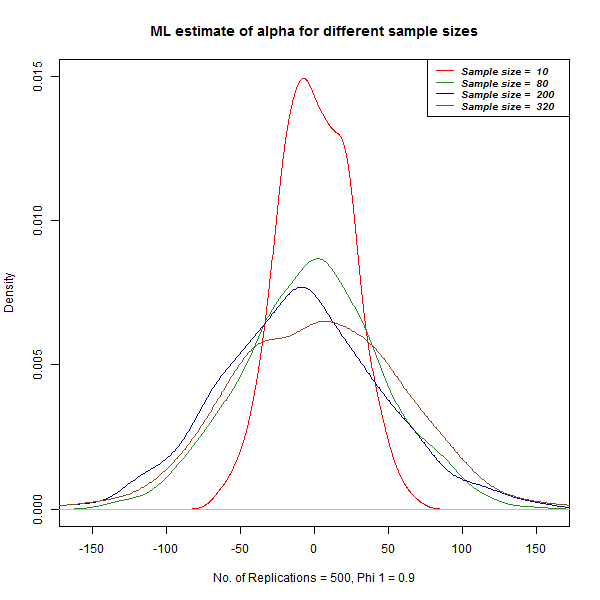 ML estimate of alpha for different sample sizes
Sample size = 10
Sample size = 80
Sample size = 200
Sample size = 320
0.015
0.010
0.005
0.000
Density
-150 -100 -50 0 50 100 150
No. of Replications = 500, Phi 1 = 0.9